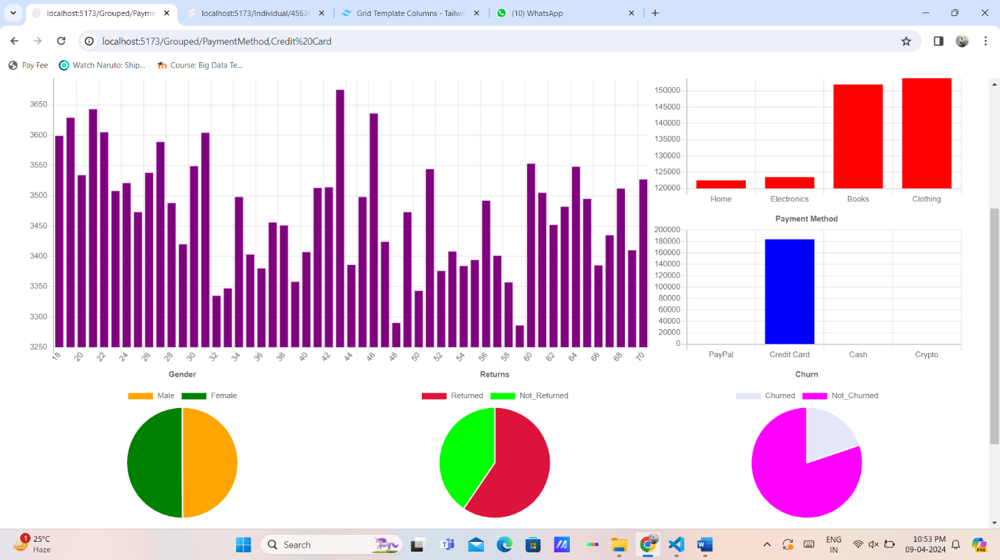 localhost:5173/Grouped/Payme
localhost:5173/Individual/4563
Grid Template Columns - Tailwi
(10) WhatsApp
localhost:5173/Grouped/PaymentMethod,Credit%20Card
Pay Fee
Watch Naruto: Ship...
Course: Big Data Te...
3650
3600
3550
3500
3450
3400
3350
3300
3250
18 20 22 24 26 28 30 32 34 36 38 40 42 44 46 48 50 52 54 56 58 60 62 64 66 68 70
150000
145000
140000
135000
130000
125000
120000
Home Electronics Books Clothing
Payment Method
200000
180000
160000
140000
120000
100000
80000
60000
40000
20000
0
PayPal Credit Card Cash Crypto
Gender
Male Female
Returns
Returned Not_Returned
Churn
Churned Not_Churned
1
25°C
Haze
Search
ENG
IN
10:53 PM
09-04-2024
PRE